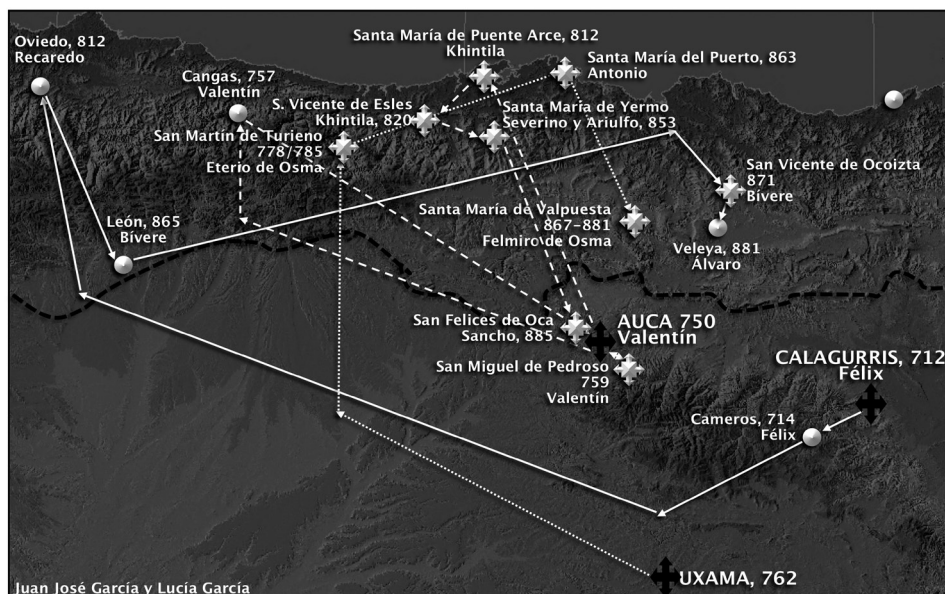 Oviedo, 812
Recaredo
Cangas, 757
Valentín
Santa María de Puente Arce, 812
Khintila
Santa María del Puerto, 863
Antonio
S. Vicente de Esles
Khintila, 820
Santa María de Yermo
Severino y Ariulfo, 853
San Martín de Turieno
778/785
Eterio de Osma
San Vicente de Ocoizta
871
Bívere
León, 865
Bívere
Santa María de Valpuesta
867-881
Felmiro de Osma
Veleya, 881
Álvaro
San Felices de Oca
Sancho, 885
AUCA 750
Valentín
San Miguel de Pedroso
759
Valentín
CALAGURRIS, 712
Félix
Cameros, 714
Félix
UXAMA, 762
Juan José García y Lucía García